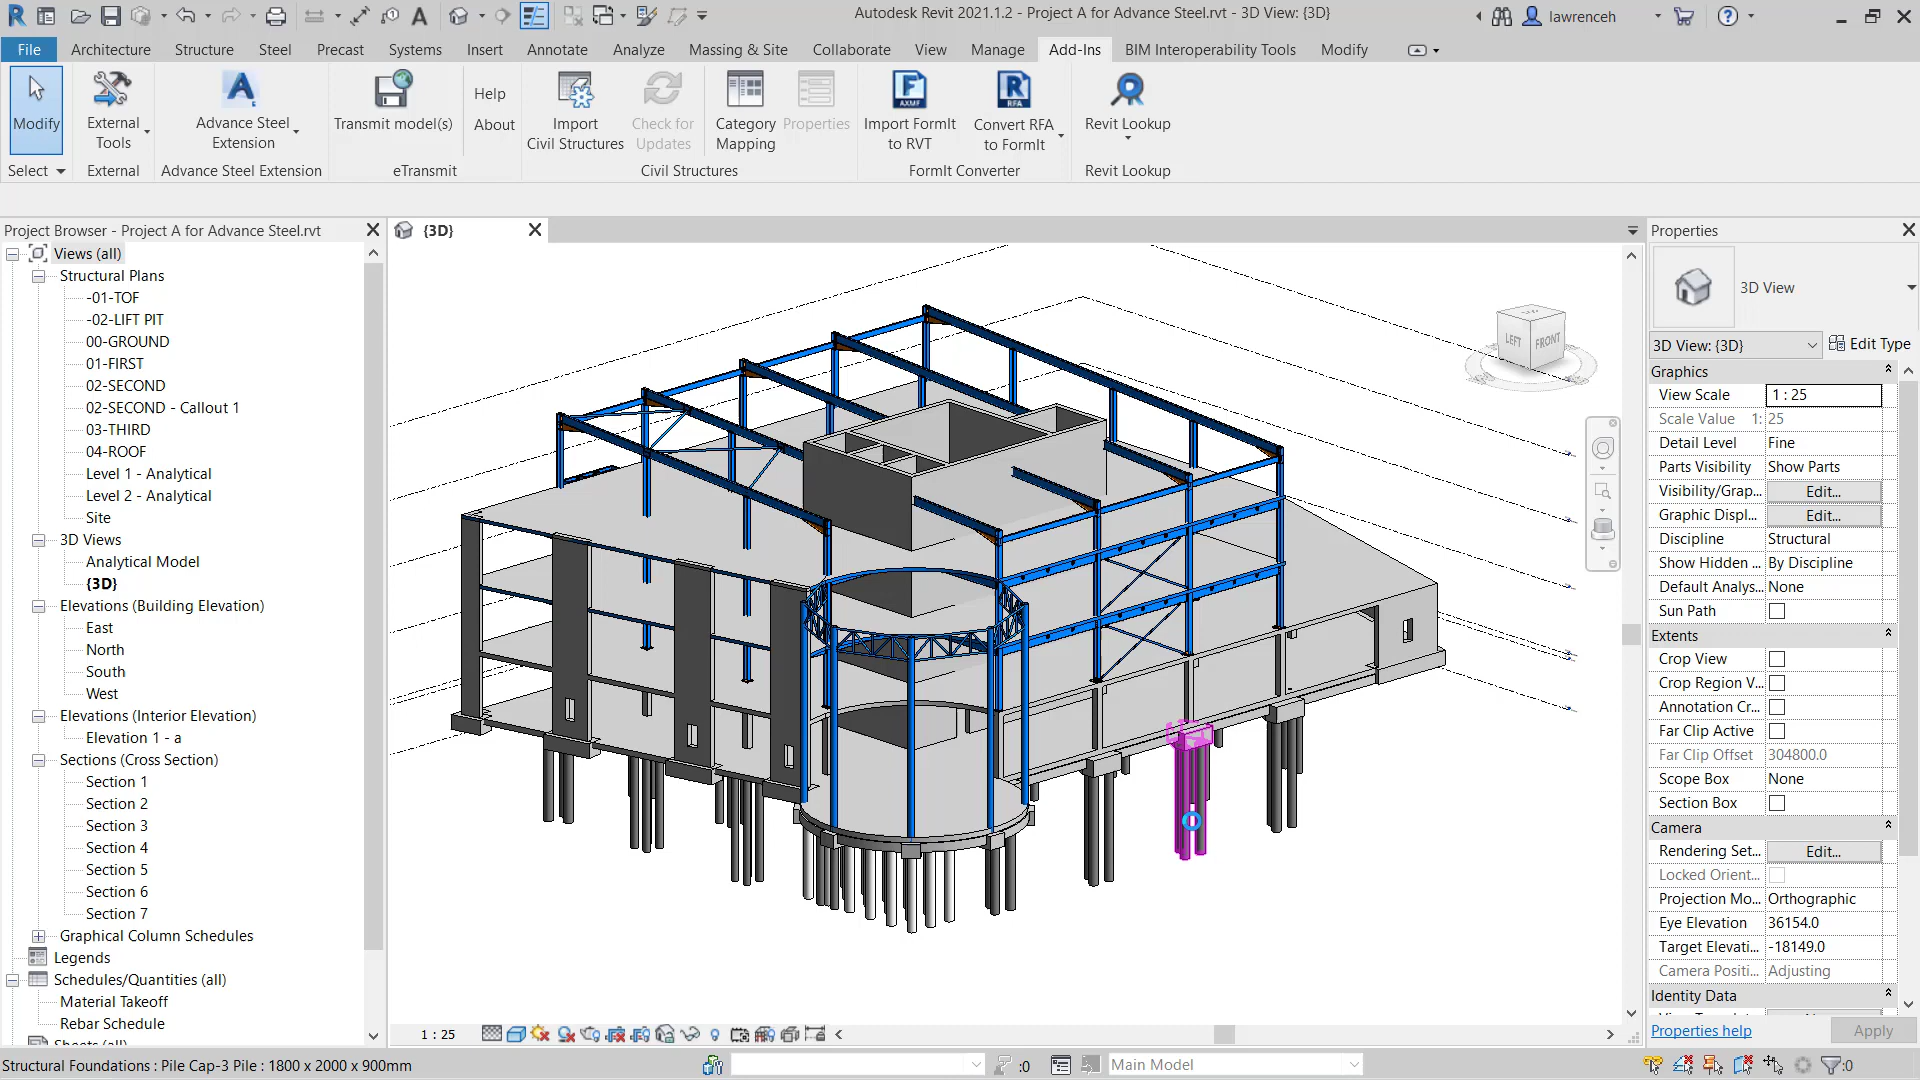 Autodesk Revit 2021.1.2 - Project A for Advance Steel.rvt - 3D View: {3D}
lawrenceh
File
Architecture
Structure
Steel
Precast
Systems
Insert
Annotate
Analyze
Massing & Site
Collaborate
View
Manage
Add-Ins
BIM Interoperability Tools
Modify
Modify
External
Tools
Advance Steel
Extension
Transmit model(s)
Help
About
Import
Civil Structures
Check for
Updates
Category
Mapping
Properties
Import FormIt
to RVT
Convert RFA
to FormIt
Revit Lookup
Select
External
Advance Steel Extension
eTransmit
Civil Structures
FormIt Converter
Revit Lookup
Project Browser - Project A for Advance Steel.rvt
Views (all)
Structural Plans
-01-TOF
-02-LIFT PIT
00-GROUND
01-FIRST
02-SECOND
02-SECOND - Callout 1
03-THIRD
04-ROOF
Level 1 - Analytical
Level 2 - Analytical
Site
3D Views
Analytical Model
{3D}
Elevations (Building Elevation)
East
North
South
West
Elevations (Interior Elevation)
Elevation 1 - a
Sections (Cross Section)
Section 1
Section 2
Section 3
Section 4
Section 5
Section 6
Section 7
Graphical Column Schedules
Legends
Schedules/Quantities (all)
Material Takeoff
Rebar Schedule
Sheets (all)
{3D}
LEFT
FRONT
1 : 25
Properties
3D View
3D View: {3D}
Edit Type
Graphics
View Scale
1 : 25
Scale Value 1:
25
Detail Level
Fine
Parts Visibility
Show Parts
Visibility/Grap...
Edit...
Graphic Displ...
Edit...
Discipline
Structural
Show Hidden ...
By Discipline
Default Analys...
None
Sun Path
Extents
Crop View
Crop Region V...
Annotation Cr...
Far Clip Active
Far Clip Offset
304800.0
Scope Box
None
Section Box
Camera
Rendering Set...
Edit...
Locked Orient...
Projection Mo...
Orthographic
Eye Elevation
36154.0
Target Elevati...
-18149.0
Camera Positi...
Adjusting
Identity Data
Properties help
Apply
Structural Foundations : Pile Cap-3 Pile : 1800 x 2000 x 900mm
:0
Main Model
:0